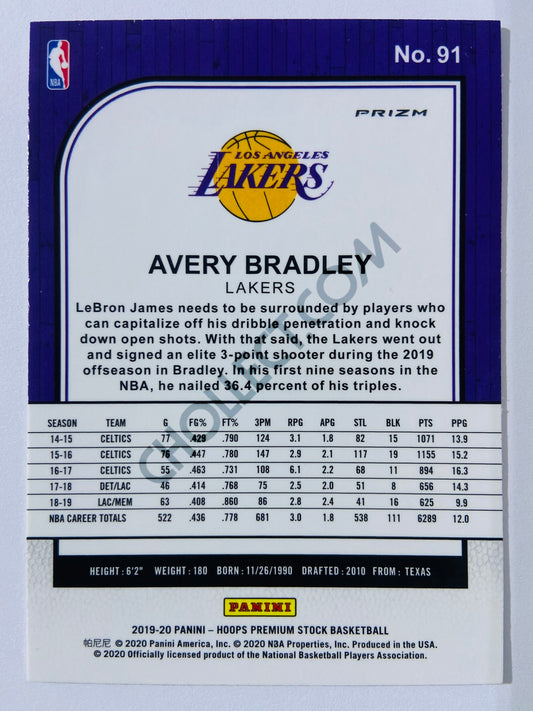 NBA
No. 91
PRIZM
LOS ANGELES
LAKERS
AVERY BRADLEY
LAKERS
LeBron James needs to be surrounded by players who
can capitalize off his dribble penetration and knock
down open shots. With that said, the Lakers went out
and signed an elite 3-point shooter during the 2019
offseason in Bradley. In his first nine seasons in the
NBA, he nailed 36.4 percent of his triples.
CHOLLECT.COM
SEASON TEAM G FG% FT% 3PM RPG APG STL BLK PTS PPG
14-15 CELTICS 77 .429 .790 124 3.1 1.8 82 15 1071 13.9
15-16 CELTICS 76 .447 .780 147 2.9 2.1 117 19 1155 15.2
16-17 CELTICS 55 .463 .731 108 6.1 2.2 68 11 894 16.3
17-18 DET/LAC 46 .414 .768 75 2.5 2.0 51 8 656 14.3
18-19 LAC/MEM 63 .408 .860 86 2.8 2.4 41 16 625 9.9
NBA CAREER TOTALS 522 .436 .778 681 3.0 1.8 538 111 6289 12.0
HEIGHT: 6'2" WEIGHT: 180 BORN: 11/26/1990 DRAFTED: 2010 FROM: TEXAS
PANINI
2019-20 PANINI – HOOPS PREMIUM STOCK BASKETBALL
帕尼尼 © 2020 Panini America, Inc. © 2020 NBA Properties, Inc. Produced in the USA.
© 2020 Officially licensed product of the National Basketball Players Association.